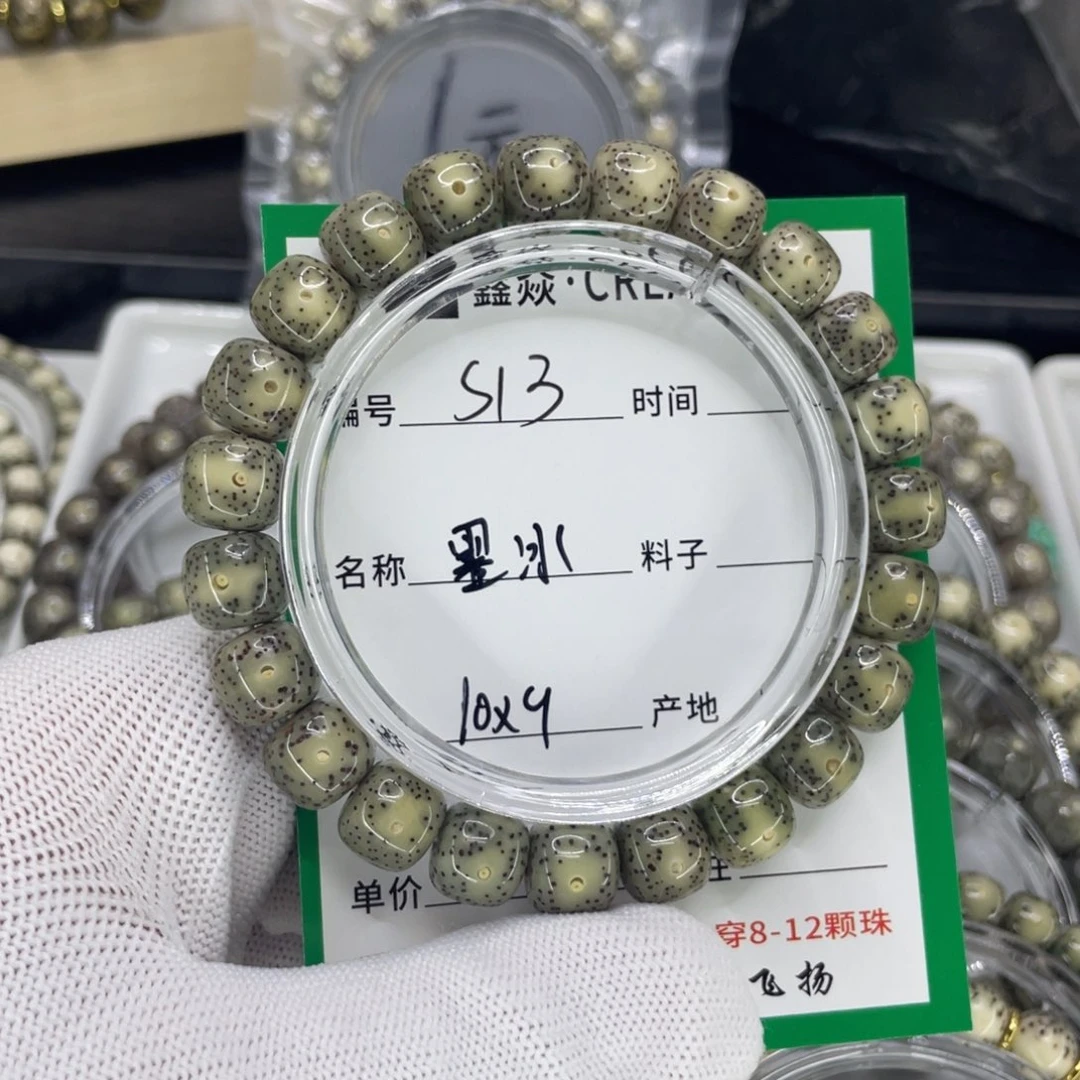 鑫焱·CREA
编号 S13 时间
名称 墨冰 料子
10x9 产地
单价
穿8-12颗珠
飞扬